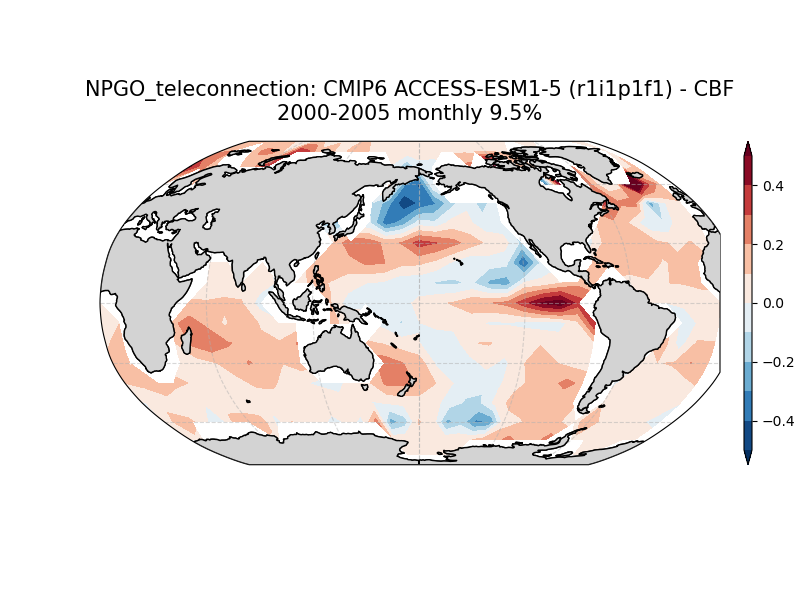 NPGO_teleconnection: CMIP6 ACCESS-ESM1-5 (r1i1p1f1) - CBF
2000-2005 monthly 9.5%
0.4
0.2
0.0
−0.2
−0.4